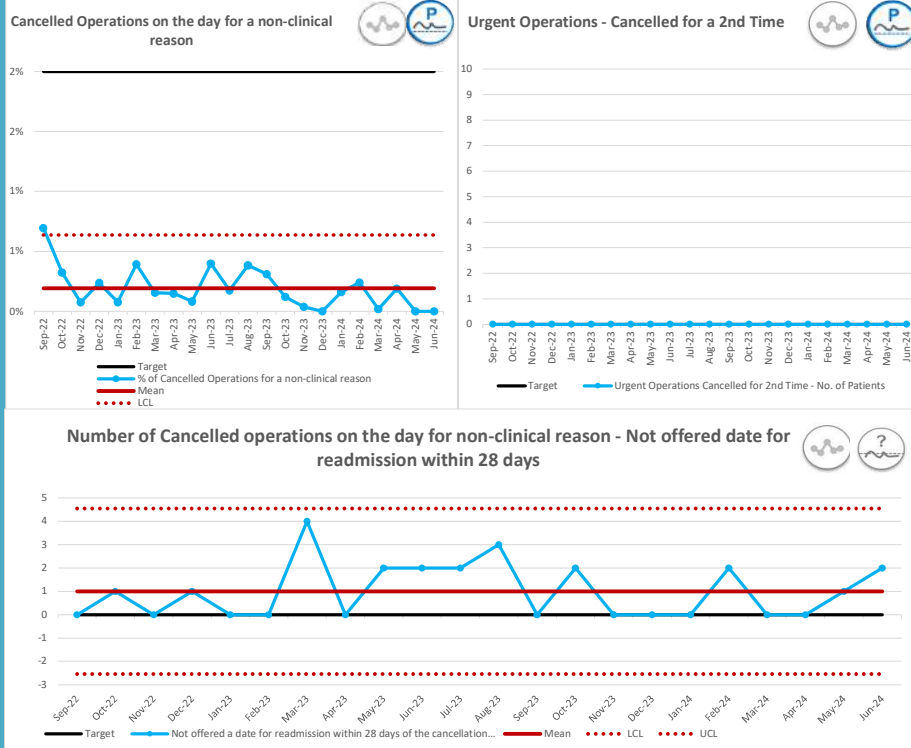 Cancelled Operations on the day for a non-clinical
reason
P
2%
2%
1%
1%
0%
Sep-22
Oct-22
Nov-22
Dec-22
Jan-23
Feb-23
Mar-23
Apr-23
May-23
Jun-23
Jul-23
Aug-23
Sep-23
Oct-23
Nov-23
Dec-23
Jan-24
Feb-24
Mar-24
Apr-24
May-24
Jun-24
Target
% of Cancelled Operations for a non-clinical reason
Mean
LCL
Urgent Operations - Cancelled for a 2nd Time
P
10
9
8
7
6
5
4
3
2
1
0
Sep-22
Oct-22
Nov-22
Dec-22
Jan-23
Feb-23
Mar-23
Apr-23
May-23
Jun-23
Jul-23
Aug-23
Sep-23
Oct-23
Nov-23
Dec-23
Jan-24
Feb-24
Mar-24
Apr-24
May-24
Jun-24
Target
Urgent Operations Cancelled for 2nd Time - No. of Patients
Number of Cancelled operations on the day for non-clinical reason - Not offered date for
readmission within 28 days
?
5
4
3
2
1
0
-1
-2
-3
Sep-22
Oct-22
Nov-22
Dec-22
Jan-23
Feb-23
Mar-23
Apr-23
May-23
Jun-23
Jul-23
Aug-23
Sep-23
Oct-23
Nov-23
Dec-23
Jan-24
Feb-24
Mar-24
Apr-24
May-24
Jun-24
Target
Not offered a date for readmission within 28 days of the cancellation...
Mean
LCL
UCL